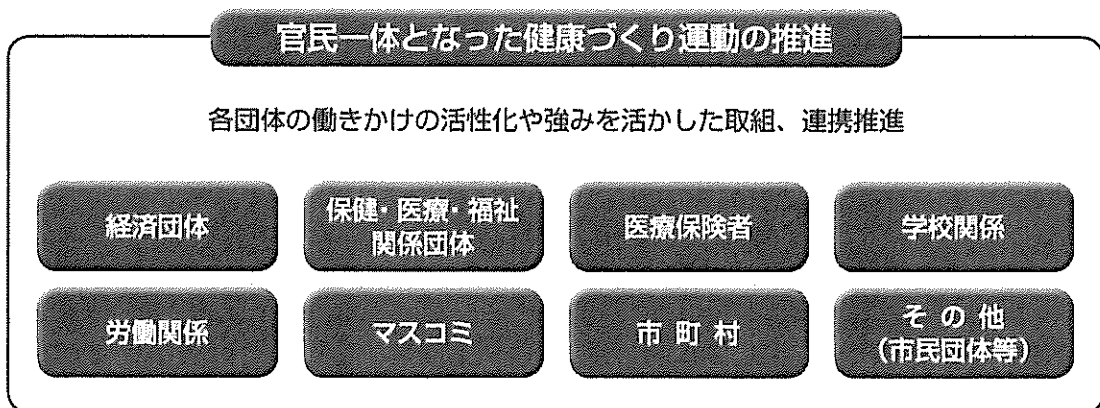 官民一体となった健康づくり運動の推進
各団体の働きかけの活性化や強みを活かした取組、連携推進
経済団体
保健・医療・福祉
関係団体
医療保険者
学校関係
労働関係
マスコミ
市 町 村
そ の 他
（市民団体等）